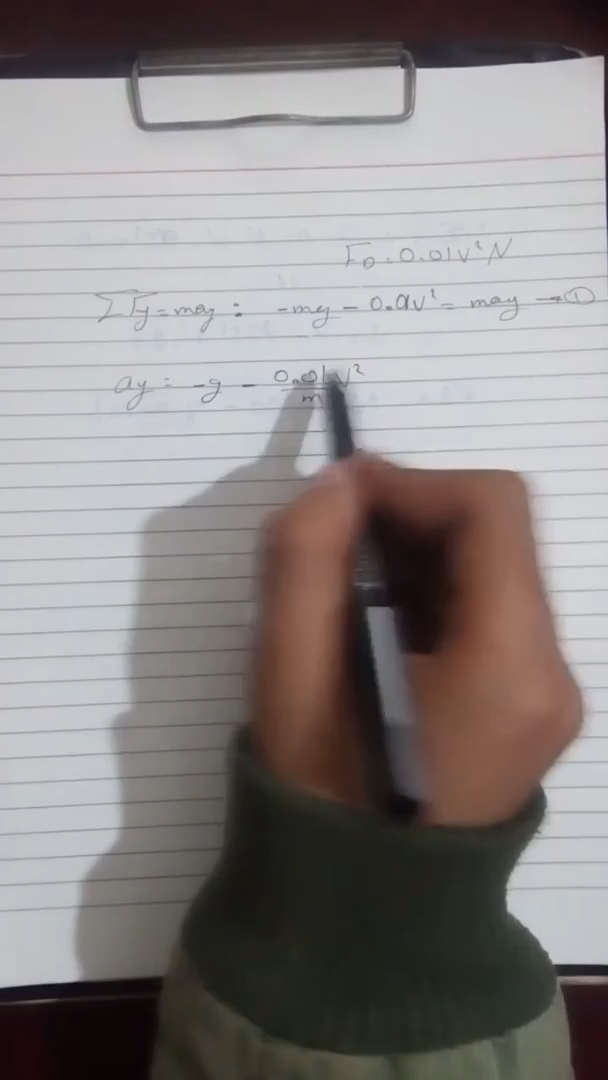 F_D = 0.01v²N
ΣFy = may : -mg - 0.01v² = may → ①
ay = -g - 0.01v²/m